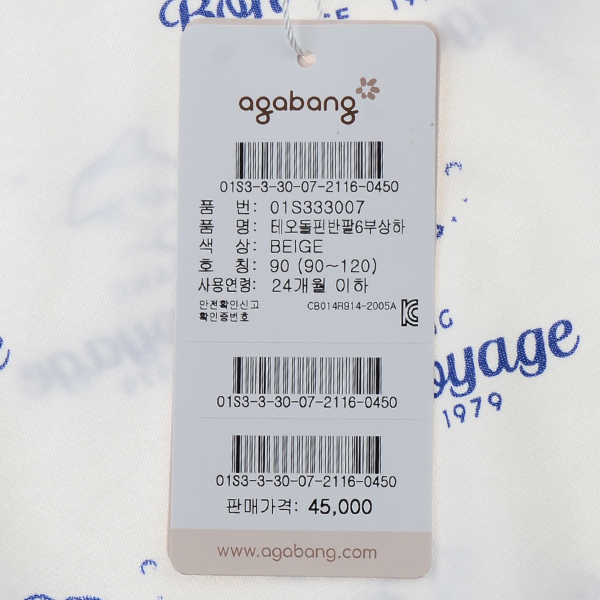 Bon
agabang
01S3-3-30-07-2116-0450
품 번: 01S333007
품 명: 테오돌핀반팔6부상하
색 상: BEIGE
호 칭: 90 (90~120)
사용연령: 24개월 이하
안전확인신고
확인증번호
CB014R914-2005A
01S3-3-30-07-2116-0450
oyage
1979
01S3-3-30-07-2116-0450
판매가격: 45,000
www.agabang.com